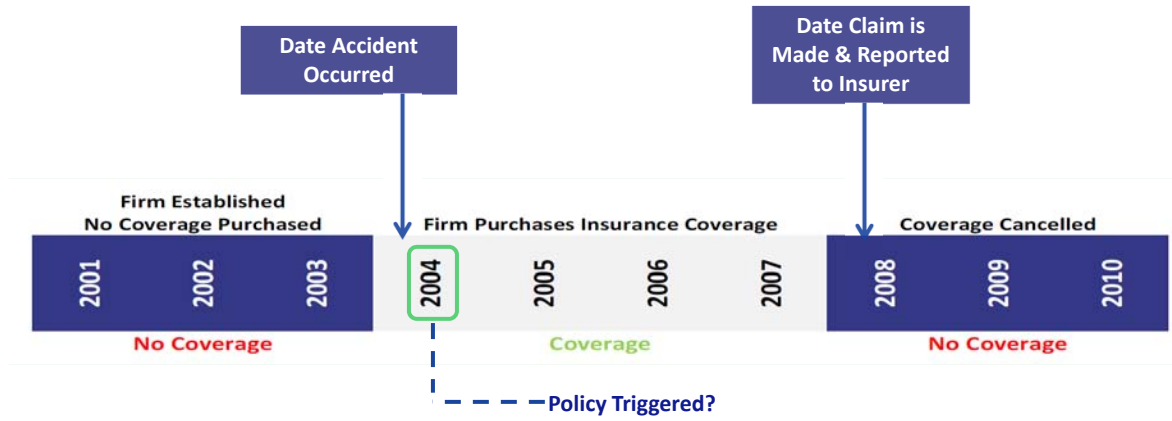 Date Accident
Occurred
Date Claim is
Made & Reported
to Insurer
Firm Established
No Coverage Purchased
Firm Purchases Insurance Coverage
Coverage Cancelled
2001
2002
2003
2004
2005
2006
2007
2008
2009
2010
No Coverage
Coverage
No Coverage
Policy Triggered?